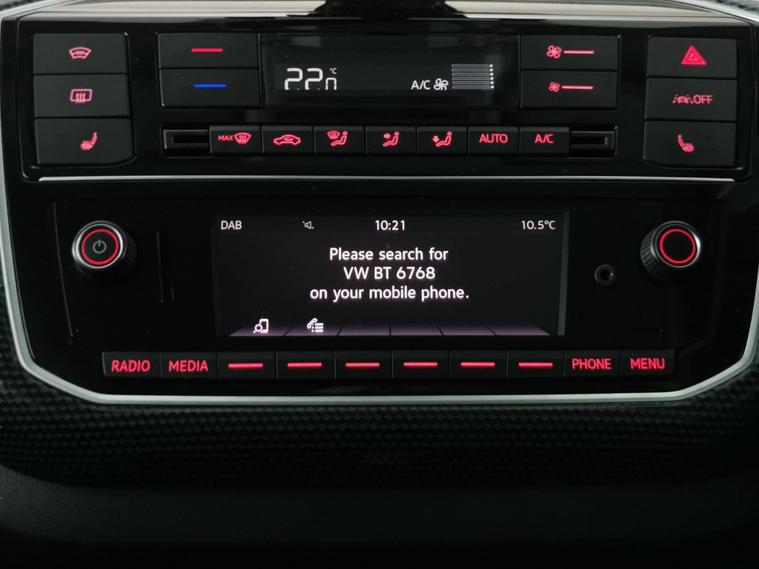 22.0 °C
A/C
OFF
MAX
AUTO
A/C
DAB
10:21
10.5°C
Please search for
VW BT 6768
on your mobile phone.
RADIO
MEDIA
PHONE
MENU